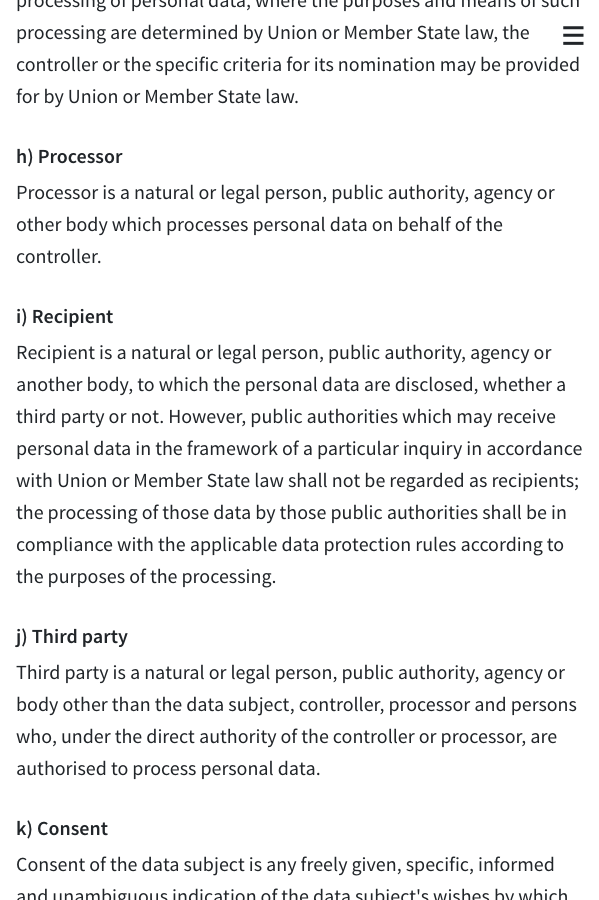 processing of personal data; where the purposes and means of such
processing are determined by Union or Member State law, the
controller or the specific criteria for its nomination may be provided
for by Union or Member State law.
h) Processor
Processor is a natural or legal person, public authority, agency or
other body which processes personal data on behalf of the
controller.
i) Recipient
Recipient is a natural or legal person, public authority, agency or
another body, to which the personal data are disclosed, whether a
third party or not. However, public authorities which may receive
personal data in the framework of a particular inquiry in accordance
with Union or Member State law shall not be regarded as recipients;
the processing of those data by those public authorities shall be in
compliance with the applicable data protection rules according to
the purposes of the processing.
j) Third party
Third party is a natural or legal person, public authority, agency or
body other than the data subject, controller, processor and persons
who, under the direct authority of the controller or processor, are
authorised to process personal data.
k) Consent
Consent of the data subject is any freely given, specific, informed
and unambiguous indication of the data subject's wishes by which